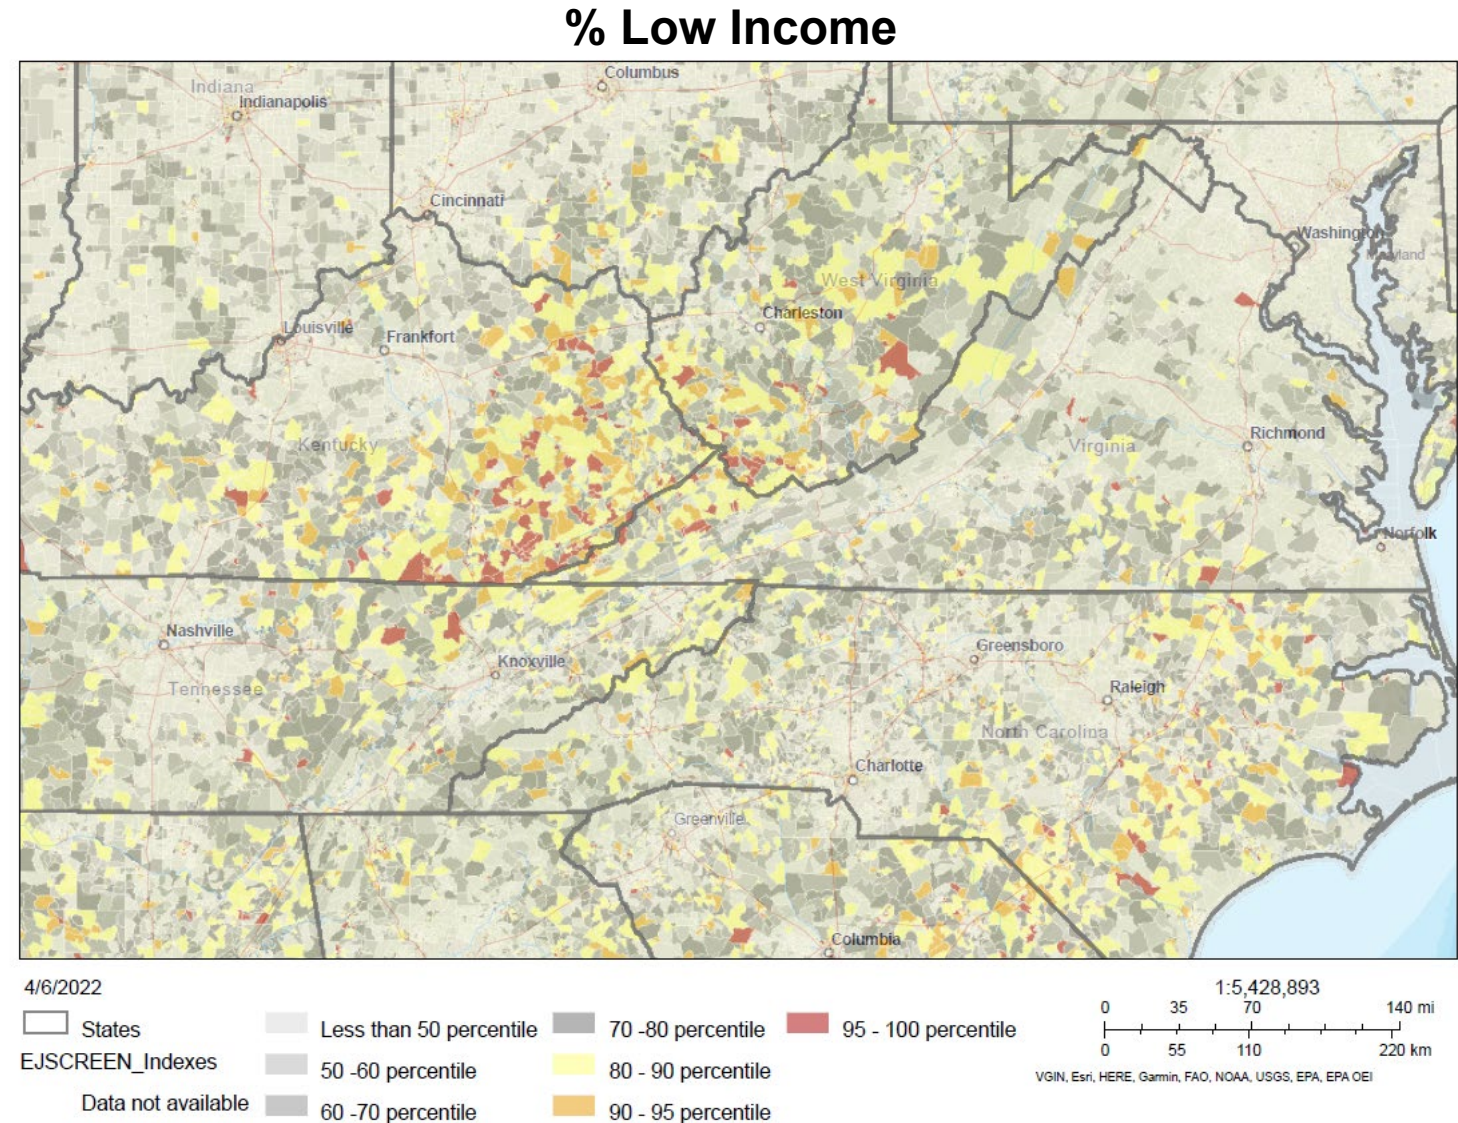 % Low Income
Columbus
Indiana
Indianapolis
Cincinnati
Washington
Maryland
West Virginia
Charleston
Louisville
Frankfort
Kentucky
Virginia
Richmond
Norfolk
Nashville
Knoxville
Greensboro
Tennessee
Raleigh
North Carolina
Charlotte
Greenville
Columbia
4/6/2022
1:5,428,893
0 35 70 140 mi
0 55 110 220 km
States
EJSCREEN_Indexes
Data not available
Less than 50 percentile
50 -60 percentile
60 -70 percentile
70 -80 percentile
80 - 90 percentile
90 - 95 percentile
95 - 100 percentile
VGIN, Esri, HERE, Garmin, FAO, NOAA, USGS, EPA, EPA OEI